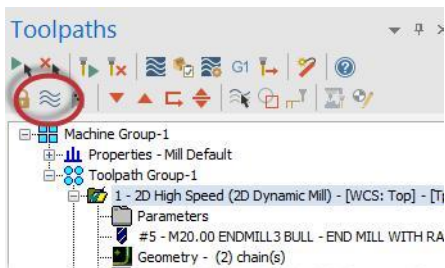 Toolpaths
G1
Machine Group-1
Properties - Mill Default
Toolpath Group-1
1 - 2D High Speed (2D Dynamic Mill) - [WCS: Top] - [Tp
Parameters
#5 - M20.00 ENDMILL3 BULL - END MILL WITH RA
Geometry - (2) chain(s)